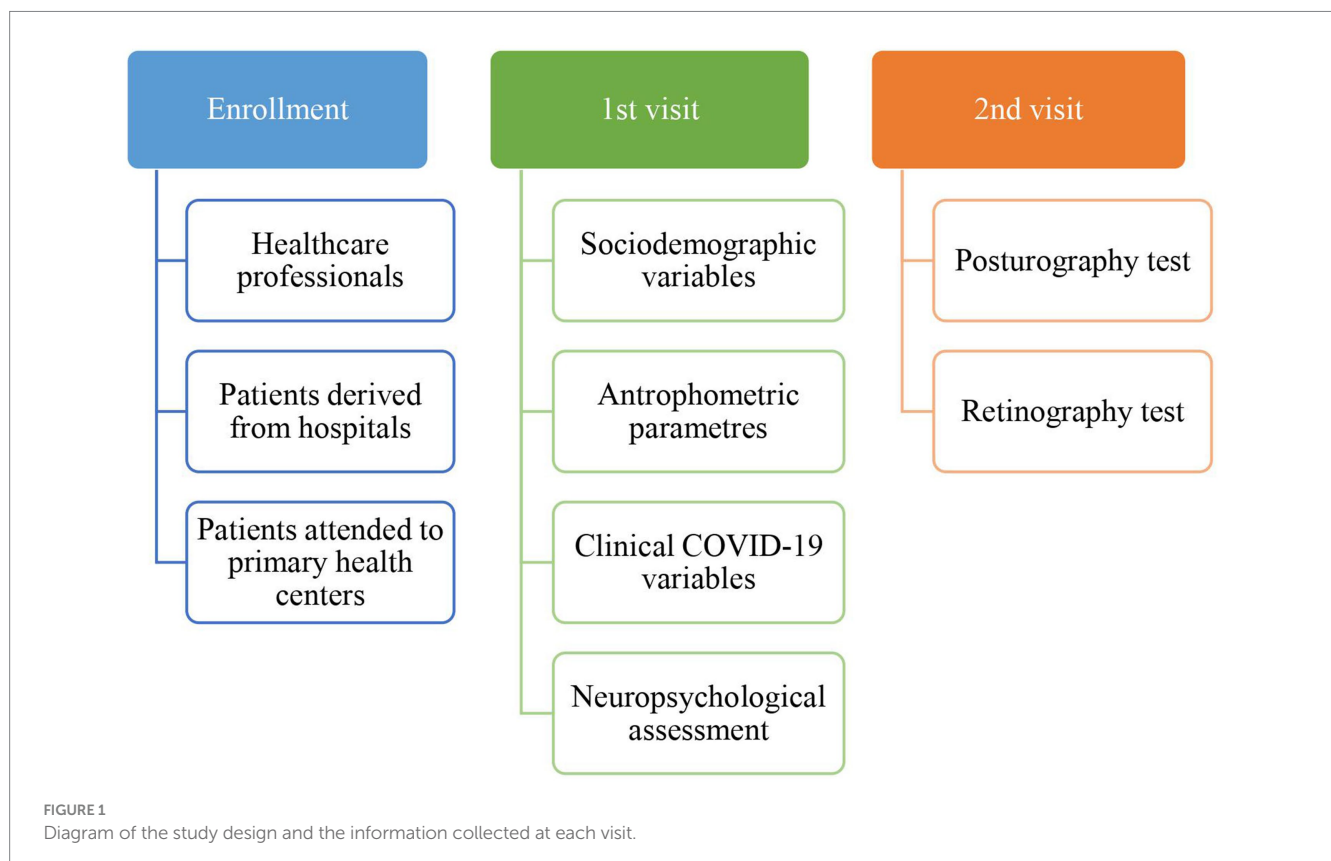 Enrollment
Healthcare
professionals
Patients derived
from hospitals
Patients attended to
primary health
centers
1st visit
Sociodemographic
variables
Antrophometric
parametres
Clinical COVID-19
variables
Neuropsychological
assessment
2nd visit
Posturography test
Retinography test
FIGURE 1
Diagram of the study design and the information collected at each visit.